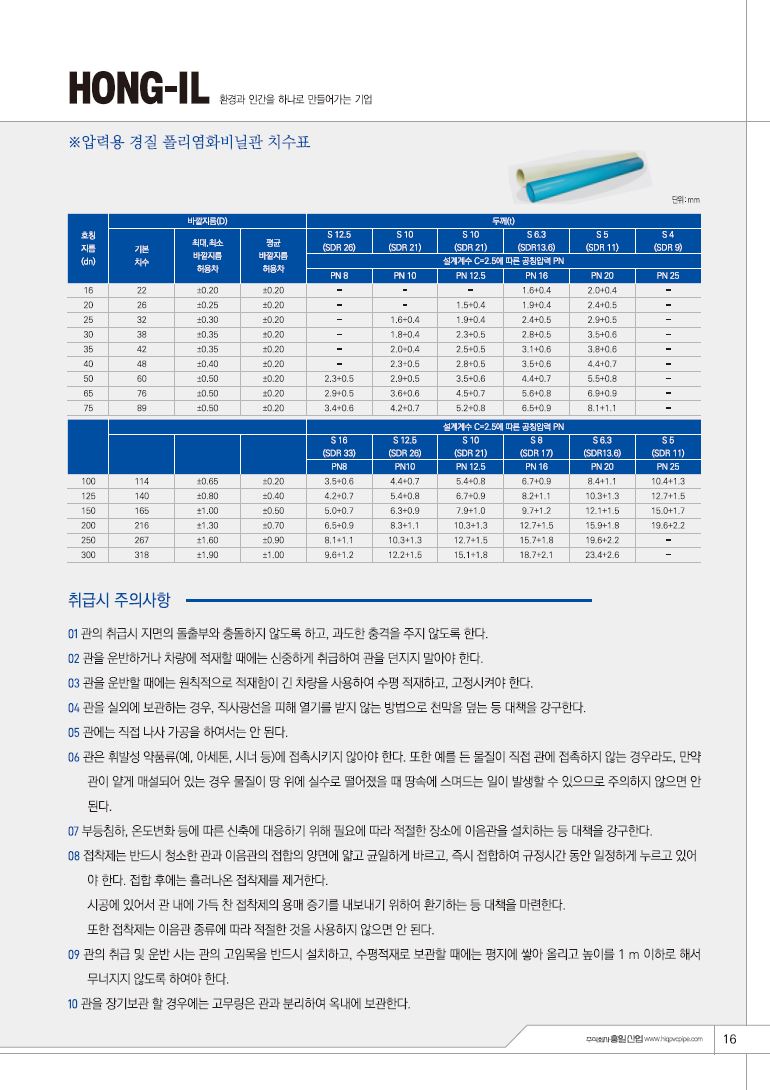 HONG-IL 환경과 인간을 하나로 만들어가는 기업
※압력용 경질 폴리염화비닐관 치수표
단위:mm
호칭 지름 (dn) 바깥지름(D) 두께(t)
기본 치수 최대,최소 바깥지름 허용차 평균 바깥지름 허용차
S 12.5 S 10 S 10 S 6.3 S 5 S 4
(SDR 26) (SDR 21) (SDR 21) (SDR13.6) (SDR 11) (SDR 9)
설계계수 C=2.5에 따른 공칭압력 PN
PN 8 PN 10 PN 12.5 PN 16 PN 20 PN 25
16 22 ±0.20 ±0.20 - - - 1.6+0.4 2.0+0.4 -
20 26 ±0.25 ±0.20 - - 1.5+0.4 1.9+0.4 2.4+0.5 -
25 32 ±0.30 ±0.20 - 1.6+0.4 1.9+0.4 2.4+0.5 2.9+0.5 -
30 38 ±0.35 ±0.20 - 1.8+0.4 2.3+0.5 2.8+0.5 3.5+0.6 -
35 42 ±0.35 ±0.20 - 2.0+0.4 2.5+0.5 3.1+0.6 3.8+0.6 -
40 48 ±0.40 ±0.20 - 2.3+0.5 2.8+0.5 3.5+0.6 4.4+0.7 -
50 60 ±0.50 ±0.20 2.3+0.5 2.9+0.5 3.5+0.6 4.4+0.7 5.5+0.8 -
65 76 ±0.50 ±0.20 2.9+0.5 3.6+0.6 4.5+0.7 5.6+0.8 6.9+0.9 -
75 89 ±0.50 ±0.20 3.4+0.6 4.2+0.7 5.2+0.8 6.5+0.9 8.1+1.1 -
설계계수 C=2.5에 따른 공칭압력 PN
S 16 S 12.5 S 10 S 8 S 6.3 S 5
(SDR 33) (SDR 26) (SDR 21) (SDR 17) (SDR13.6) (SDR 11)
PN8 PN10 PN 12.5 PN 16 PN 20 PN 25
100 114 ±0.65 ±0.20 3.5+0.6 4.4+0.7 5.4+0.8 6.7+0.9 8.4+1.1 10.4+1.3
125 140 ±0.80 ±0.40 4.2+0.7 5.4+0.8 6.7+0.9 8.2+1.1 10.3+1.3 12.7+1.5
150 165 ±1.00 ±0.50 5.0+0.7 6.3+0.9 7.9+1.0 9.7+1.2 12.1+1.5 15.0+1.7
200 216 ±1.30 ±0.70 6.5+0.9 8.3+1.1 10.3+1.3 12.7+1.5 15.9+1.8 19.6+2.2
250 267 ±1.60 ±0.90 8.1+1.1 10.3+1.3 12.7+1.5 15.7+1.8 19.6+2.2 -
300 318 ±1.90 ±1.00 9.6+1.2 12.2+1.5 15.1+1.8 18.7+2.1 23.4+2.6 -
취급시 주의사항
01 관의 취급시 지면의 돌출부와 충돌하지 않도록 하고, 과도한 충격을 주지 않도록 한다.
02 관을 운반하거나 차량에 적재할 때에는 신중하게 취급하여 관을 던지지 말아야 한다.
03 관을 운반할 때에는 원칙적으로 적재함이 긴 차량을 사용하여 수평 적재하고, 고정시켜야 한다.
04 관을 실외에 보관하는 경우, 직사광선을 피해 열기를 받지 않는 방법으로 천막을 덮는 등 대책을 강구한다.
05 관에는 직접 나사 가공을 하여서는 안 된다.
06 관은 휘발성 약품류(예, 아세톤, 시너 등)에 접촉시키지 않아야 한다. 또한 예를 든 물질이 직접 관에 접촉하지 않는 경우라도, 만약
관이 얕게 매설되어 있는 경우 물질이 땅 위에 실수로 떨어졌을 때 땅속에 스며드는 일이 발생할 수 있으므로 주의하지 않으면 안
된다.
07 부등침하, 온도변화 등에 따른 신축에 대응하기 위해 필요에 따라 적절한 장소에 이음관을 설치하는 등 대책을 강구한다.
08 접착제는 반드시 청소한 관과 이음관의 접합의 양면에 얇고 균일하게 바르고, 즉시 접합하여 규정시간 동안 일정하게 누르고 있어
야 한다. 접합 후에는 흘러나온 접착제를 제거한다.
시공에 있어서 관 내에 가득 찬 접착제의 용매 증기를 내보내기 위하여 환기하는 등 대책을 마련한다.
또한 접착제는 이음관 종류에 따라 적절한 것을 사용하지 않으면 안 된다.
09 관의 취급 및 운반 시는 관의 고임목을 반드시 설치하고, 수평적재로 보관할 때에는 평지에 쌓아 올리고 높이를 1 m 이하로 해서
무너지지 않도록 하여야 한다.
10 관을 장기보관 할 경우에는 고무링은 관과 분리하여 옥내에 보관한다.
주식회사 홍일산업 www.hiqpvcpipe.com 16